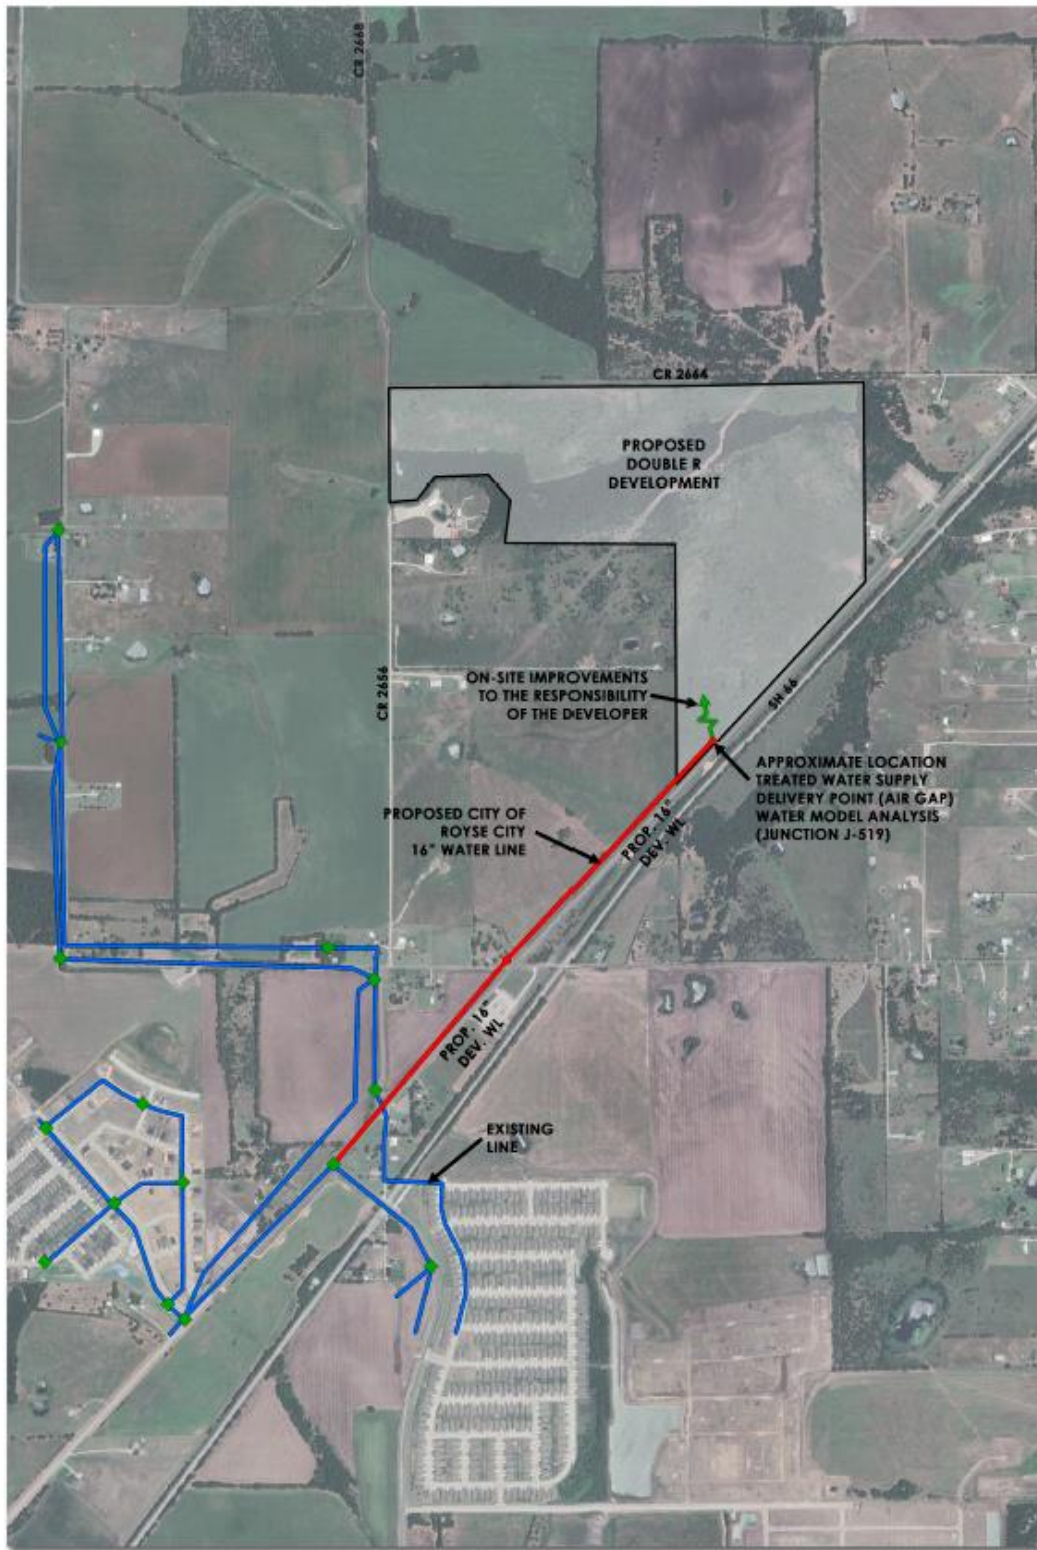 CR 2668
CR 2664
PROPOSED
DOUBLE R
DEVELOPMENT
CR 2656
ON-SITE IMPROVEMENTS
TO THE RESPONSIBILITY
OF THE DEVELOPER
SH 66
APPROXIMATE LOCATION
TREATED WATER SUPPLY
DELIVERY POINT (AIR GAP)
WATER MODEL ANALYSIS
(JUNCTION J-519)
PROPOSED CITY OF
ROYSE CITY
16" WATER LINE
PROP. 16"
DEV. WL
PROP. 16"
DEV. WL
EXISTING
LINE